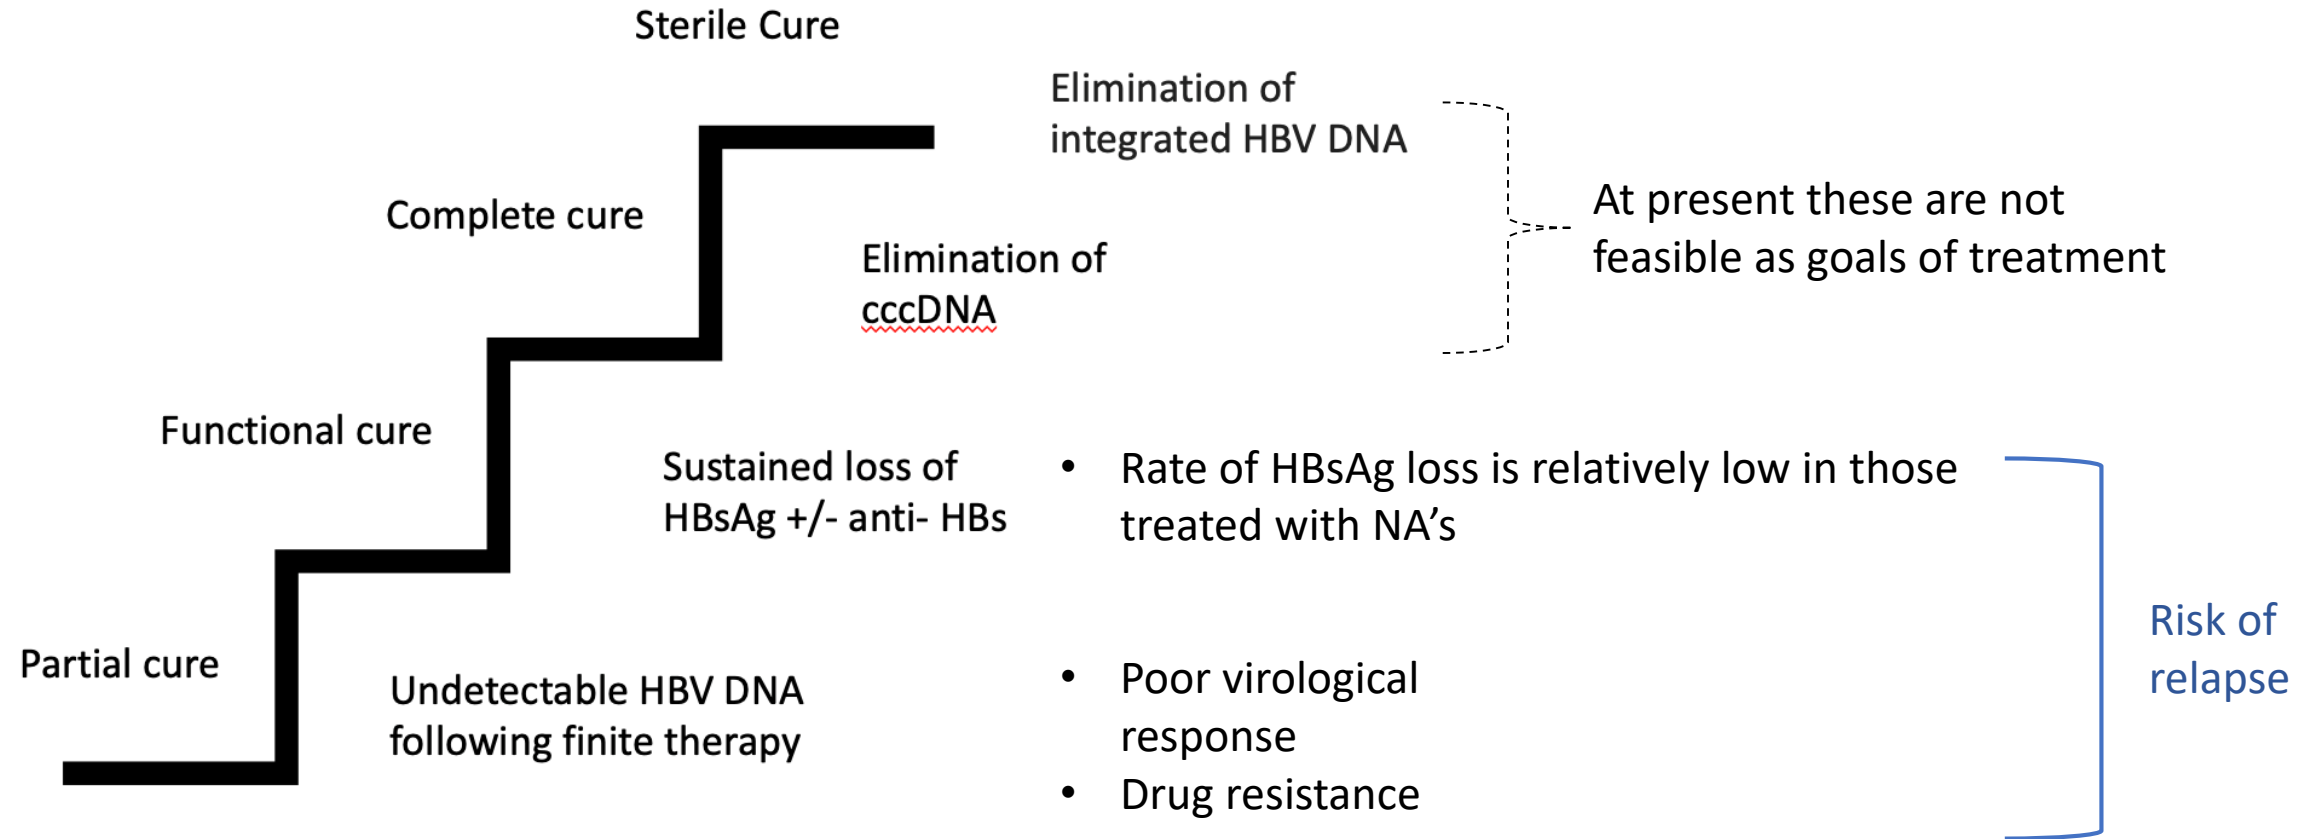 Sterile Cure
Elimination of
integrated HBV DNA
At present these are not
feasible as goals of treatment
Complete cure
Elimination of
cccDNA
Functional cure
Sustained loss of
HBsAg +/- anti- HBs
• Rate of HBsAg loss is relatively low in those
treated with NA’s
Risk of
relapse
Partial cure
Undetectable HBV DNA
following finite therapy
• Poor virological
response
• Drug resistance